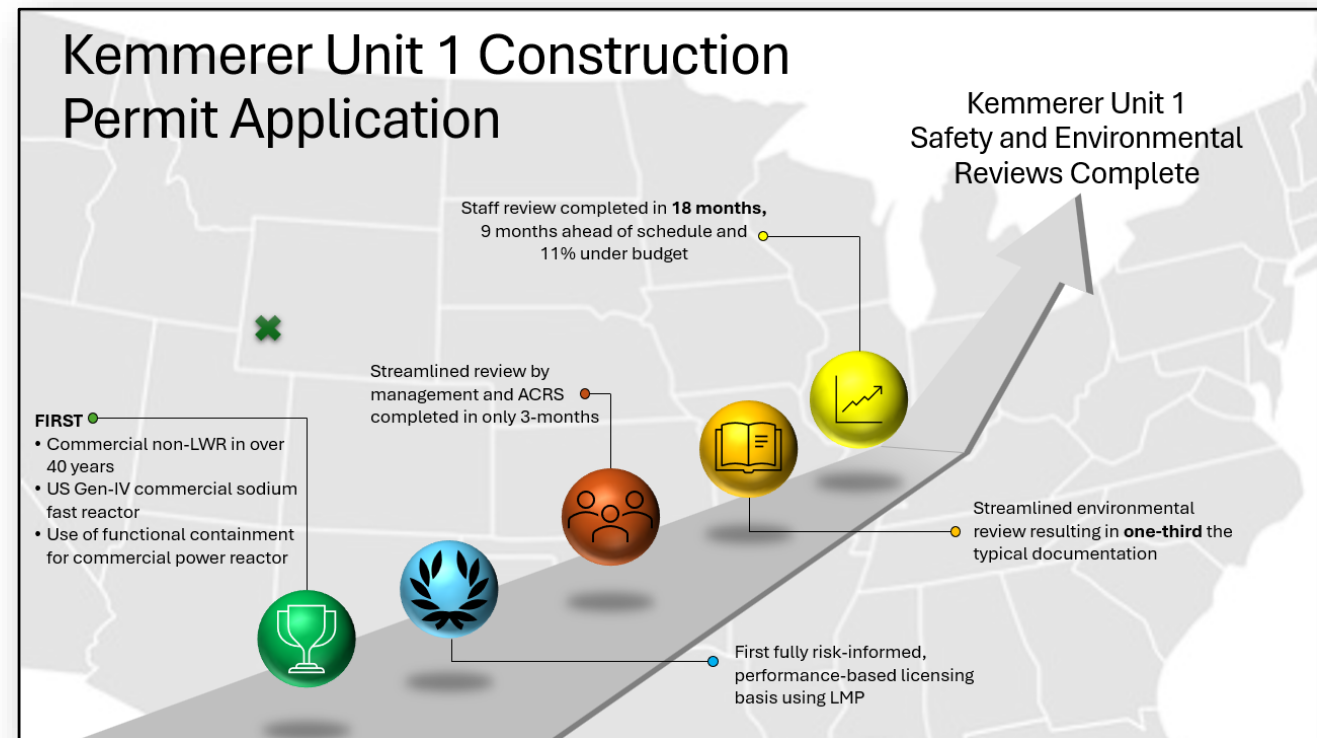 Kemmerer Unit 1 Construction
Permit Application
Kemmerer Unit 1
Safety and Environmental
Reviews Complete
Staff review completed in 18 months,
9 months ahead of schedule and
11% under budget
Streamlined review by
management and ACRS
completed in only 3-months
FIRST
• Commercial non-LWR in over
40 years
• US Gen-IV commercial sodium
fast reactor
• Use of functional containment
for commercial power reactor
Streamlined environmental
review resulting in one-third the
typical documentation
First fully risk-informed,
performance-based licensing
basis using LMP